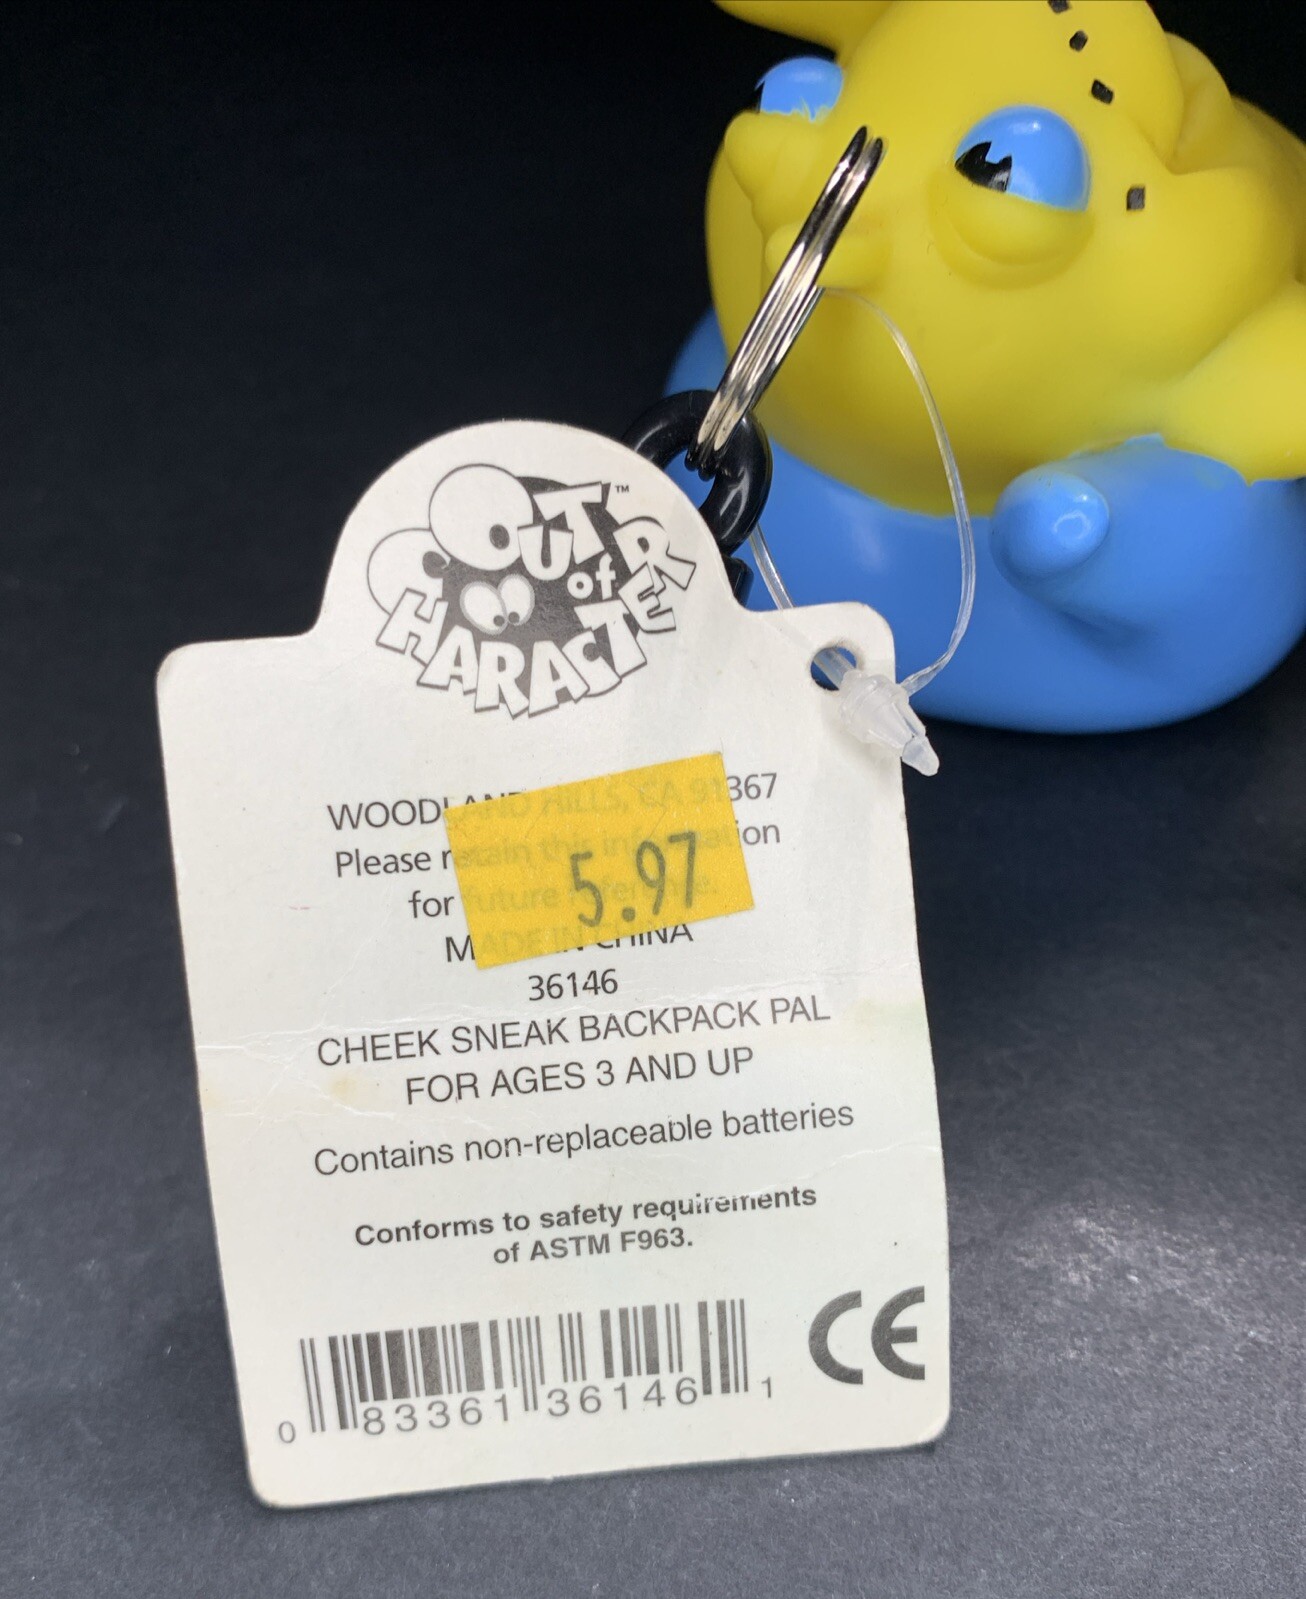 OUT™
of
CHARACTER
WOODLAND HILLS, CA 91367
Please retain this information
for future reference.
5.97
MADE IN CHINA
36146
CHEEK SNEAK BACKPACK PAL
FOR AGES 3 AND UP
Contains non-replaceable batteries
Conforms to safety requirements
of ASTM F963.
CE
0 83361 36146 1